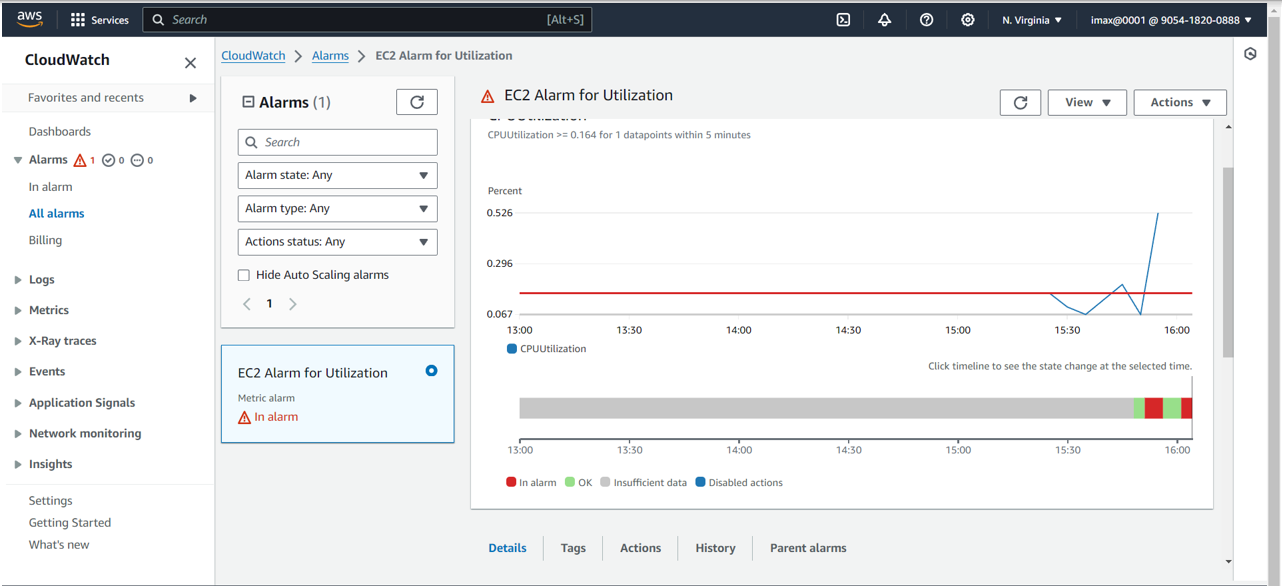 aws Services Search [Alt+S] N. Virginia imax@0001 @ 9054-1820-0888
CloudWatch
Favorites and recents
Dashboards
Alarms 1 0 0
In alarm
All alarms
Billing
Logs
Metrics
X-Ray traces
Events
Application Signals
Network monitoring
Insights
Settings
Getting Started
What's new
CloudWatch Alarms EC2 Alarm for Utilization
Alarms (1)
Search
Alarm state: Any
Alarm type: Any
Actions status: Any
Hide Auto Scaling alarms
1
EC2 Alarm for Utilization
Metric alarm
In alarm
EC2 Alarm for Utilization
View Actions
CPUUtilization
CPUUtilization >= 0.164 for 1 datapoints within 5 minutes
Percent
0.526
0.296
0.067
13:00 13:30 14:00 14:30 15:00 15:30 16:00
CPUUtilization
Click timeline to see the state change at the selected time.
13:00 13:30 14:00 14:30 15:00 15:30 16:00
In alarm OK Insufficient data Disabled actions
Details Tags Actions History Parent alarms